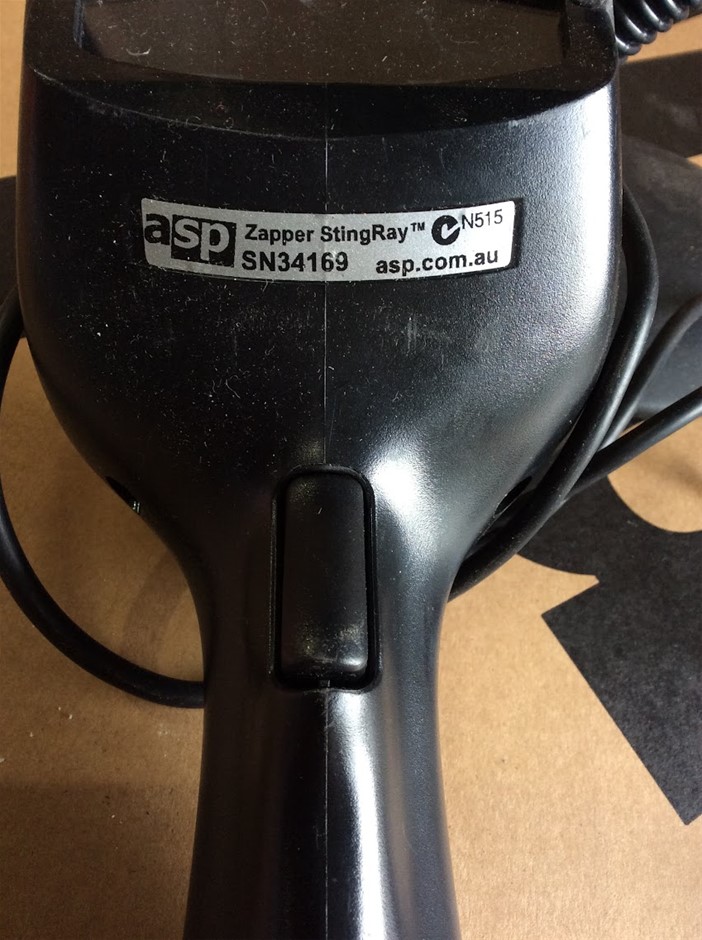 asp Zapper StingRay™ N515
SN34169 asp.com.au